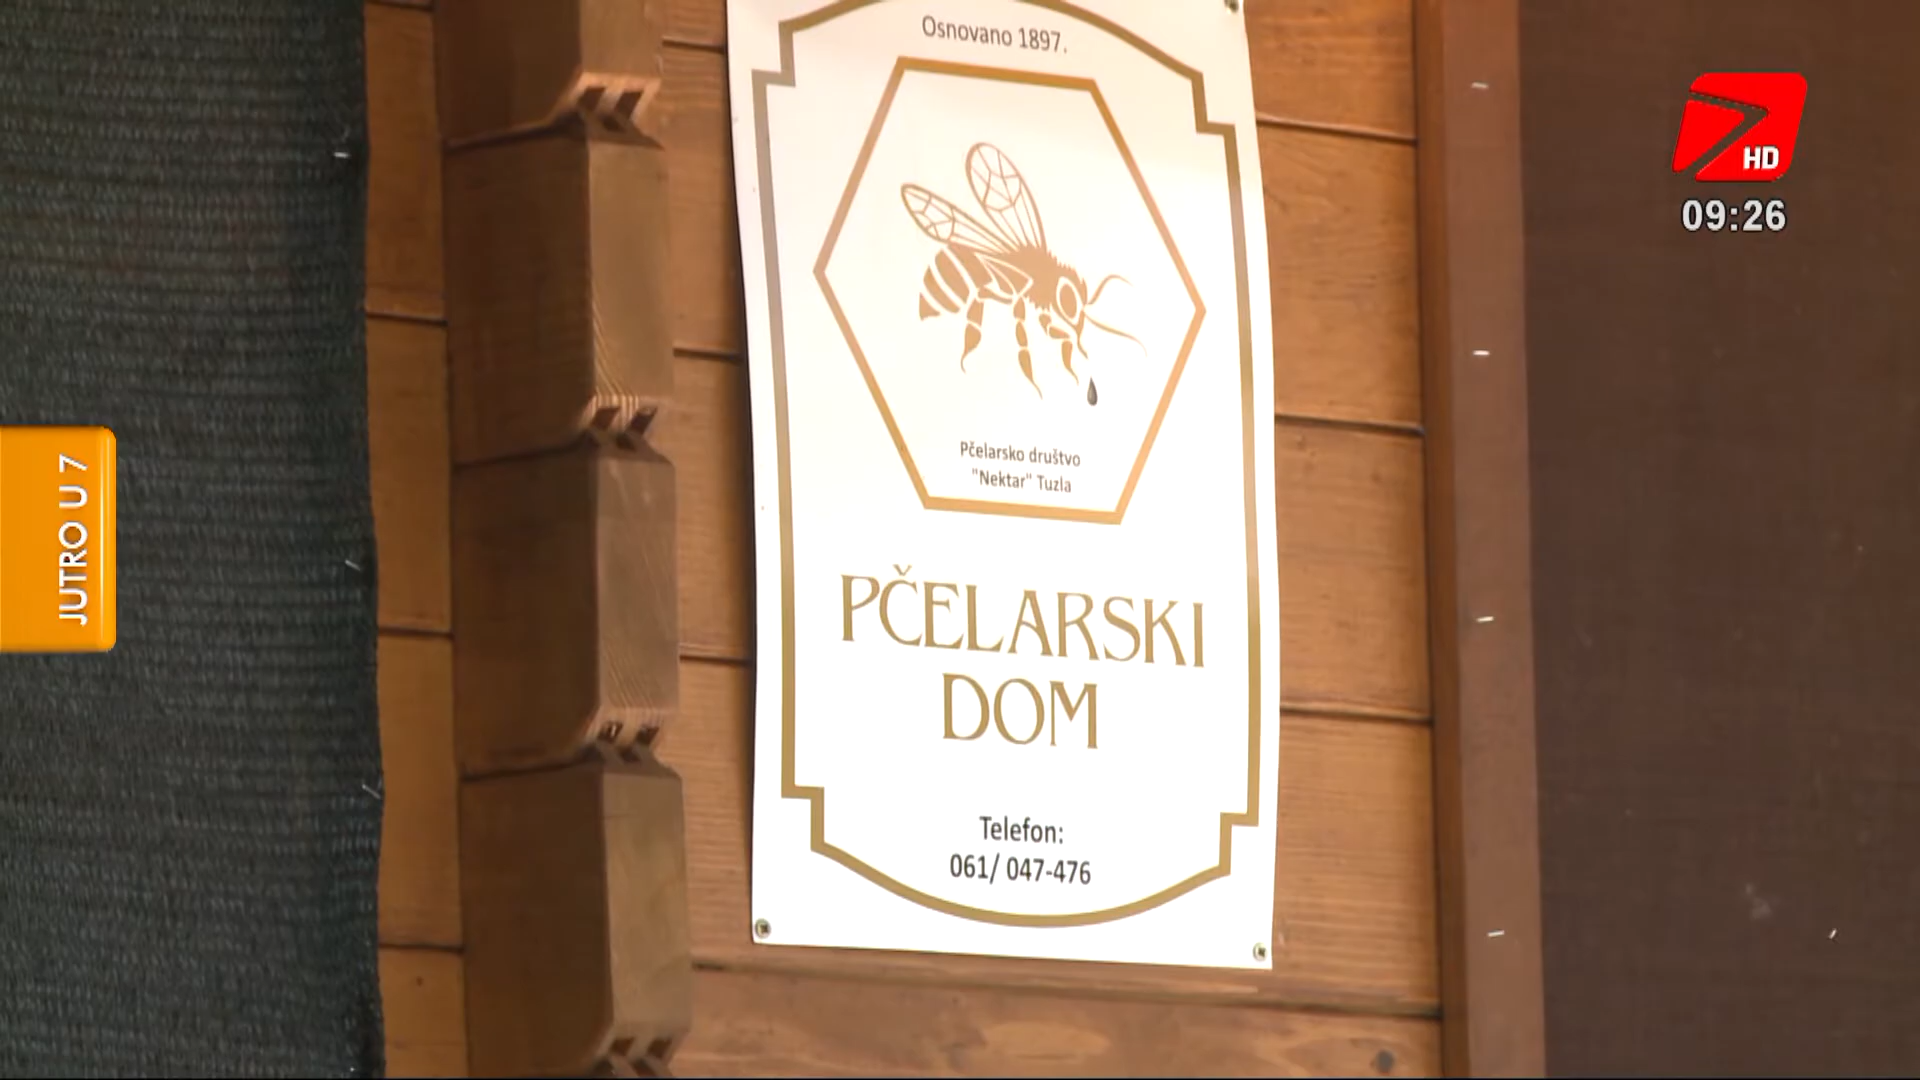 Osnovano 1897.
Pčelarsko društvo
"Nektar" Tuzla
PČELARSKI
DOM
Telefon:
061/ 047-476
HD
09:26
JUTRO U 7